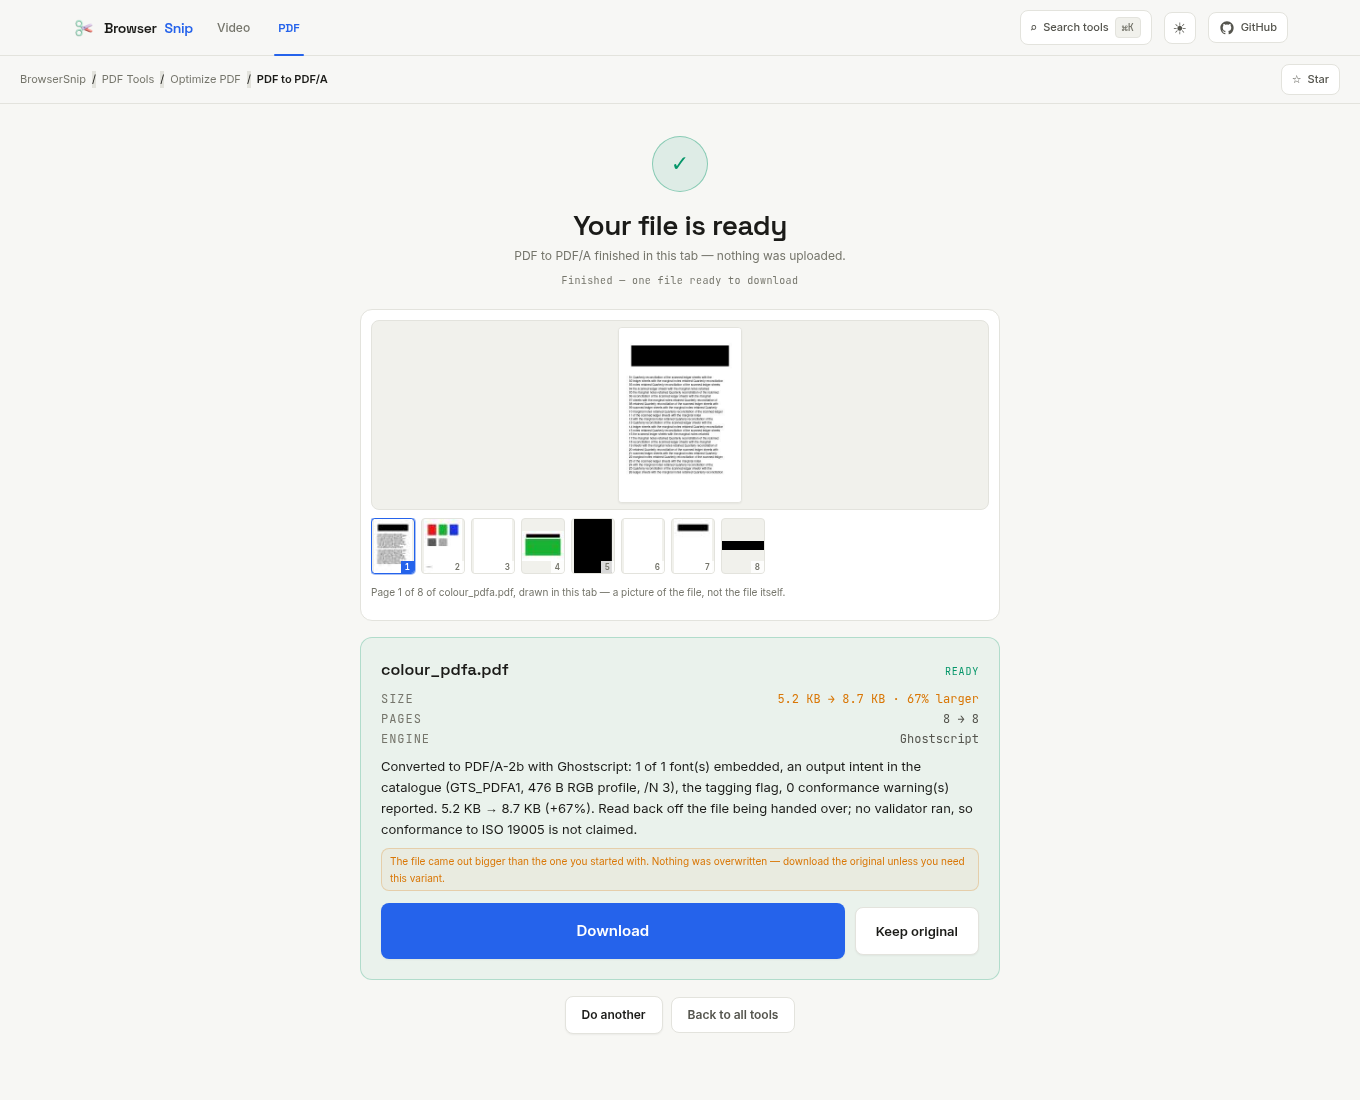 Browser Snip Video PDF Search tools ⌘K GitHub
BrowserSnip / PDF Tools / Optimize PDF / PDF to PDF/A ☆ Star
✓
Your file is ready
PDF to PDF/A finished in this tab — nothing was uploaded.
Finished — one file ready to download
1 2 3 4 5 6 7 8
Page 1 of 8 of colour_pdfa.pdf, drawn in this tab — a picture of the file, not the file itself.
colour_pdfa.pdf READY
SIZE 5.2 KB → 8.7 KB · 67% larger
PAGES 8 → 8
ENGINE Ghostscript
Converted to PDF/A-2b with Ghostscript: 1 of 1 font(s) embedded, an output intent in the
catalogue (GTS_PDFA1, 476 B RGB profile, /N 3), the tagging flag, 0 conformance warning(s)
reported. 5.2 KB → 8.7 KB (+67%). Read back off the file being handed over; no validator ran, so
conformance to ISO 19005 is not claimed.
The file came out bigger than the one you started with. Nothing was overwritten — download the original unless you need
this variant.
Download Keep original
Do another Back to all tools